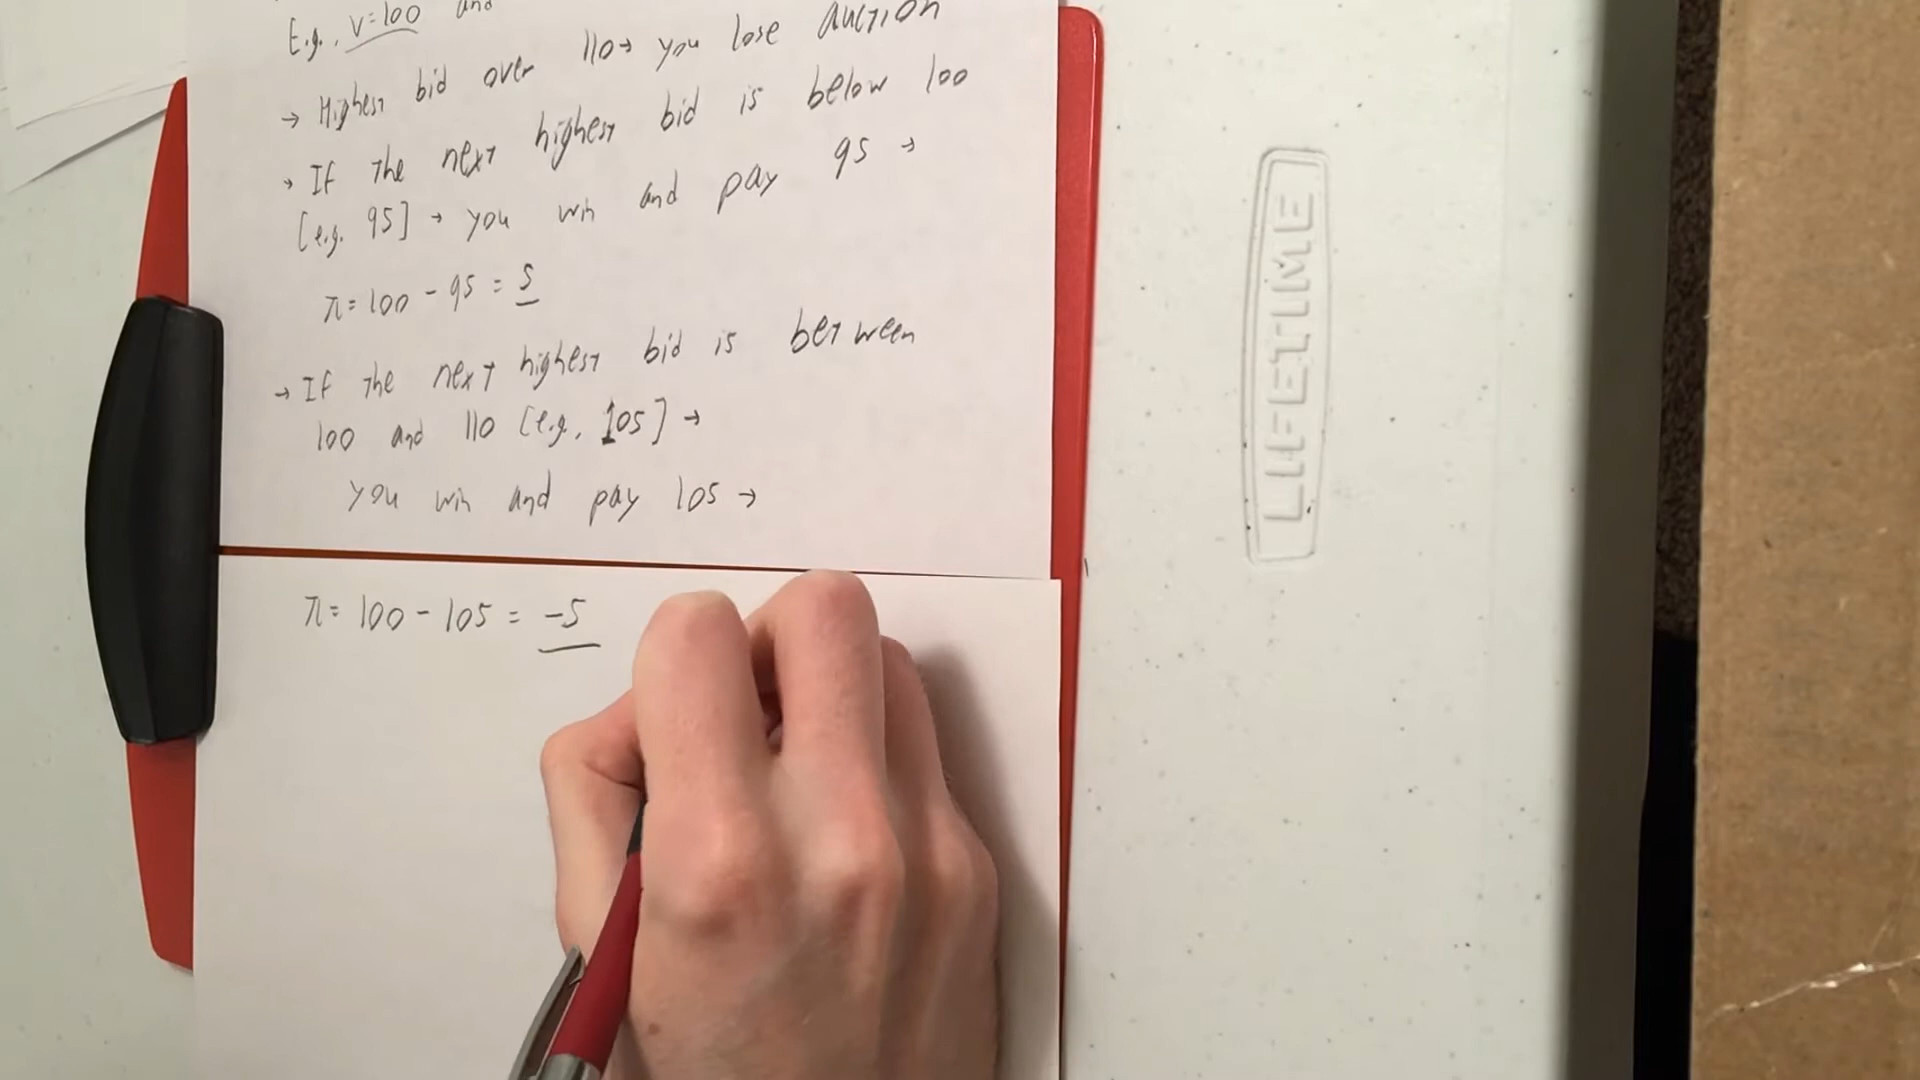 E.g., v=100 and
→ Highest bid over 110→ you lose auction
→ If the next highest bid is below 100
[e.g. 95] → you win and pay 95 →
π= 100 - 95 = 5
→ If the next highest bid is between
100 and 110 [e.g., 105] →
you win and pay 105 →
π= 100 - 105 = -5
LIFETIME